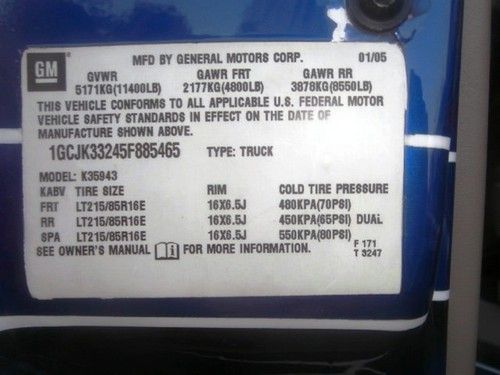 GM
MFD BY GENERAL MOTORS CORP. 01/05
GVWR GAWR FRT GAWR RR
5171KG(11400LB) 2177KG(4800LB) 3878KG(8550LB)
THIS VEHICLE CONFORMS TO ALL APPLICABLE U.S. FEDERAL MOTOR
VEHICLE SAFETY STANDARDS IN EFFECT ON THE DATE OF
MANUFACTURE SHOWN ABOVE.
1GCJK33245F885465 TYPE: TRUCK
MODEL: K35943
KABV TIRE SIZE RIM COLD TIRE PRESSURE
FRT LT215/85R16E 16X6.5J 480KPA(70PSI)
RR LT215/85R16E 16X6.5J 450KPA(65PSI) DUAL
SPA LT215/85R16E 16X6.5J 550KPA(80PSI)
SEE OWNER'S MANUAL i FOR MORE INFORMATION.
F 171
T 3247